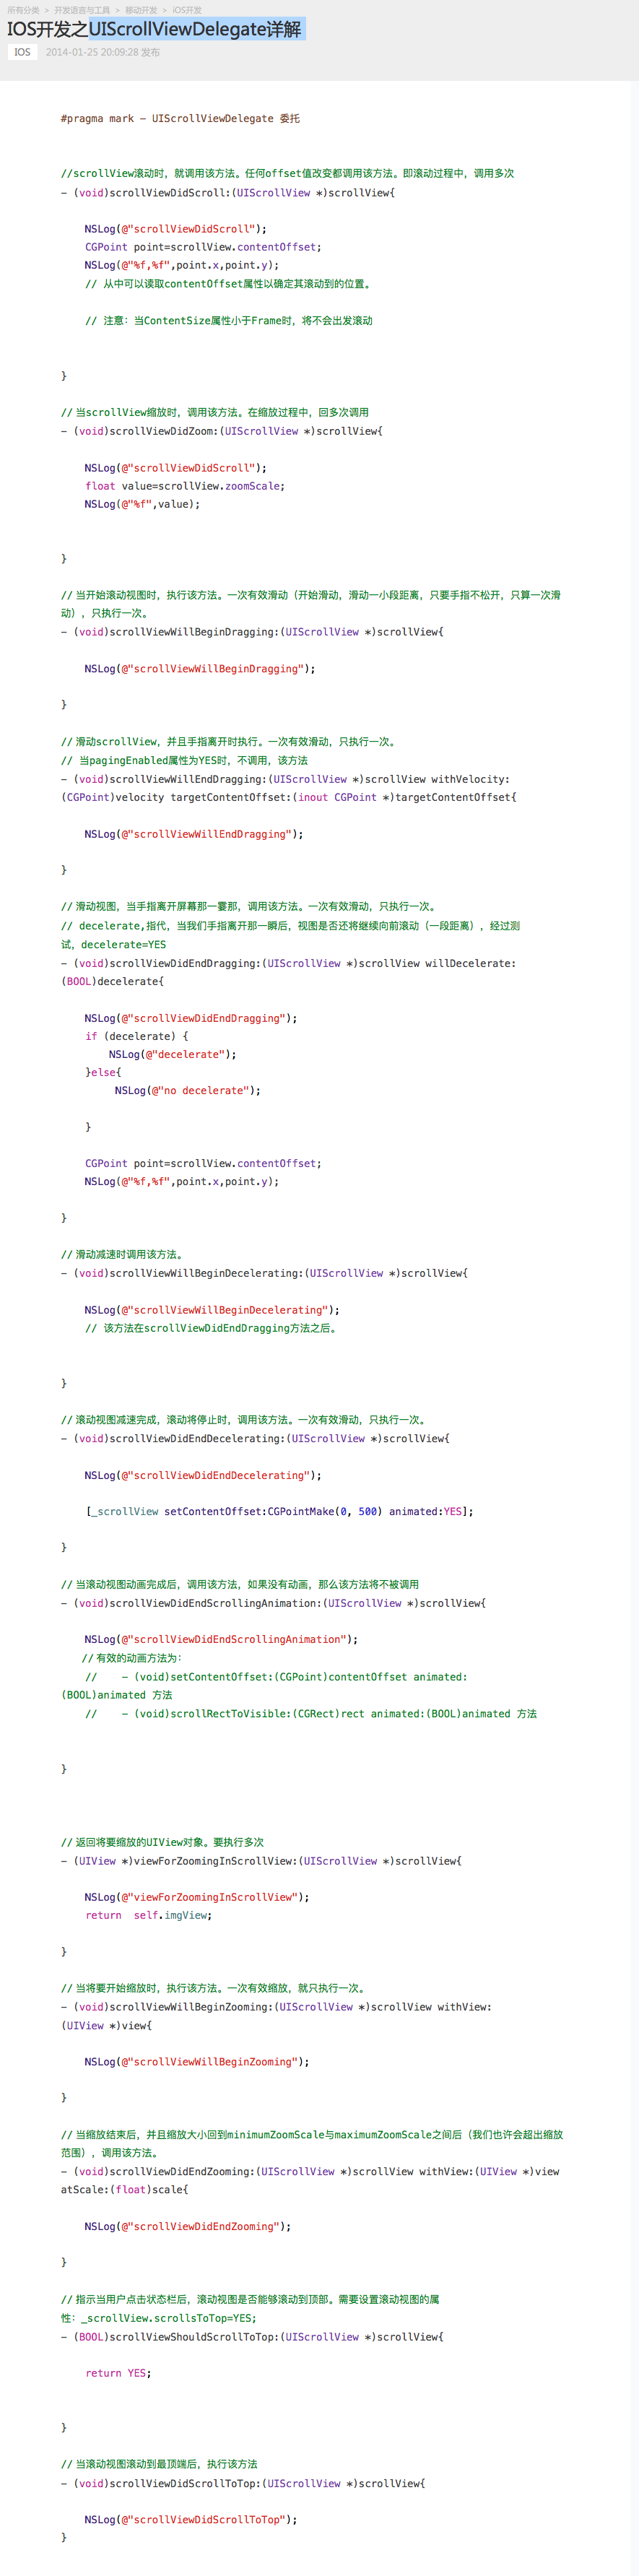 所有分类 > 开发语言与工具 > 移动开发 > iOS开发
IOS开发之UIScrollViewDelegate详解
IOS 2014-01-25 20:09:28 发布
#pragma mark - UIScrollViewDelegate 委托
//scrollView滚动时，就调用该方法。任何offset值改变都调用该方法。即滚动过程中，调用多次
- (void)scrollViewDidScroll:(UIScrollView *)scrollView{
NSLog(@"scrollViewDidScroll");
CGPoint point=scrollView.contentOffset;
NSLog(@"%f,%f",point.x,point.y);
// 从中可以读取contentOffset属性以确定其滚动到的位置。
// 注意：当ContentSize属性小于Frame时，将不会出发滚动
}
// 当scrollView缩放时，调用该方法。在缩放过程中，回多次调用
- (void)scrollViewDidZoom:(UIScrollView *)scrollView{
NSLog(@"scrollViewDidScroll");
float value=scrollView.zoomScale;
NSLog(@"%f",value);
}
// 当开始滚动视图时，执行该方法。一次有效滑动（开始滑动，滑动一小段距离，只要手指不松开，只算一次滑
动），只执行一次。
- (void)scrollViewWillBeginDragging:(UIScrollView *)scrollView{
NSLog(@"scrollViewWillBeginDragging");
}
// 滑动scrollView，并且手指离开时执行。一次有效滑动，只执行一次。
// 当pagingEnabled属性为YES时，不调用，该方法
- (void)scrollViewWillEndDragging:(UIScrollView *)scrollView withVelocity:
(CGPoint)velocity targetContentOffset:(inout CGPoint *)targetContentOffset{
NSLog(@"scrollViewWillEndDragging");
}
// 滑动视图，当手指离开屏幕那一霎那，调用该方法。一次有效滑动，只执行一次。
// decelerate,指代，当我们手指离开那一瞬后，视图是否还将继续向前滚动（一段距离），经过测
试，decelerate=YES
- (void)scrollViewDidEndDragging:(UIScrollView *)scrollView willDecelerate:
(BOOL)decelerate{
NSLog(@"scrollViewDidEndDragging");
if (decelerate) {
NSLog(@"decelerate");
}else{
NSLog(@"no decelerate");
}
CGPoint point=scrollView.contentOffset;
NSLog(@"%f,%f",point.x,point.y);
}
// 滑动减速时调用该方法。
- (void)scrollViewWillBeginDecelerating:(UIScrollView *)scrollView{
NSLog(@"scrollViewWillBeginDecelerating");
// 该方法在scrollViewDidEndDragging方法之后。
}
// 滚动视图减速完成，滚动将停止时，调用该方法。一次有效滑动，只执行一次。
- (void)scrollViewDidEndDecelerating:(UIScrollView *)scrollView{
NSLog(@"scrollViewDidEndDecelerating");
[_scrollView setContentOffset:CGPointMake(0, 500) animated:YES];
}
// 当滚动视图动画完成后，调用该方法，如果没有动画，那么该方法将不被调用
- (void)scrollViewDidEndScrollingAnimation:(UIScrollView *)scrollView{
NSLog(@"scrollViewDidEndScrollingAnimation");
// 有效的动画方法为：
// - (void)setContentOffset:(CGPoint)contentOffset animated:
(BOOL)animated 方法
// - (void)scrollRectToVisible:(CGRect)rect animated:(BOOL)animated 方法
}
// 返回将要缩放的UIView对象。要执行多次
- (UIView *)viewForZoomingInScrollView:(UIScrollView *)scrollView{
NSLog(@"viewForZoomingInScrollView");
return self.imgView;
}
// 当将要开始缩放时，执行该方法。一次有效缩放，就只执行一次。
- (void)scrollViewWillBeginZooming:(UIScrollView *)scrollView withView:
(UIView *)view{
NSLog(@"scrollViewWillBeginZooming");
}
// 当缩放结束后，并且缩放大小回到minimumZoomScale与maximumZoomScale之间后（我们也许会超出缩放
范围），调用该方法。
- (void)scrollViewDidEndZooming:(UIScrollView *)scrollView withView:(UIView *)view
atScale:(float)scale{
NSLog(@"scrollViewDidEndZooming");
}
// 指示当用户点击状态栏后，滚动视图是否能够滚动到顶部。需要设置滚动视图的属
性：_scrollView.scrollsToTop=YES;
- (BOOL)scrollViewShouldScrollToTop:(UIScrollView *)scrollView{
return YES;
}
// 当滚动视图滚动到最顶端后，执行该方法
- (void)scrollViewDidScrollToTop:(UIScrollView *)scrollView{
NSLog(@"scrollViewDidScrollToTop");
}